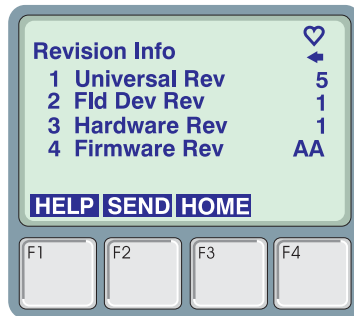 Revision Info
1 Universal Rev 5
2 Fld Dev Rev 1
3 Hardware Rev 1
4 Firmware Rev AA
HELP SEND HOME
F1 F2 F3 F4